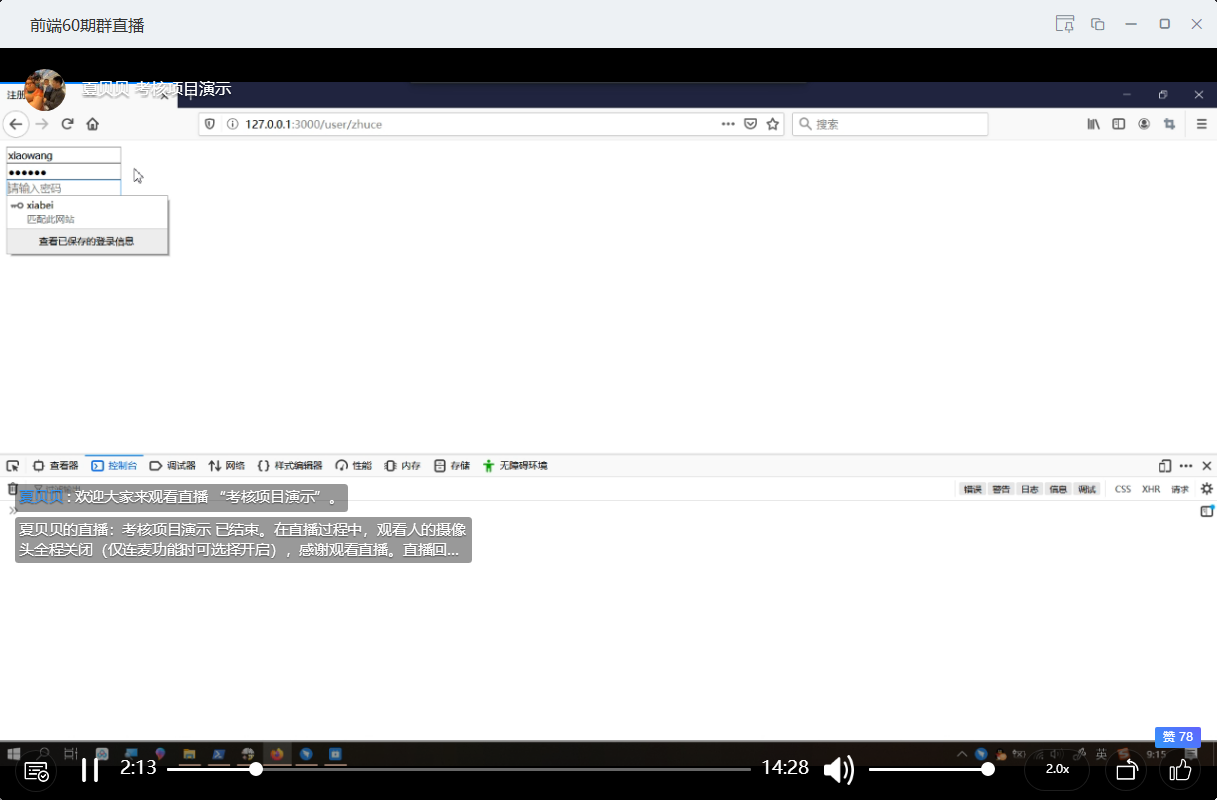 前端60期群直播
夏贝贝 考核项目演示
注册
127.0.0.1:3000/user/zhuce
搜索
xiaowang
请输入密码
xiabei
匹配此网站
查看已保存的登录信息
查看器 控制台 调试器 网络 样式编辑器 性能 内存 存储 无障碍环境
错误 警告 日志 信息 调试 CSS XHR 请求
夏贝贝：欢迎大家来观看直播 “考核项目演示”。
夏贝贝的直播：考核项目演示 已结束。在直播过程中，观看人的摄像
头全程关闭（仅连麦功能时可选择开启），感谢观看直播。直播回...
赞 78
英
9:15
2:13
14:28
2.0x